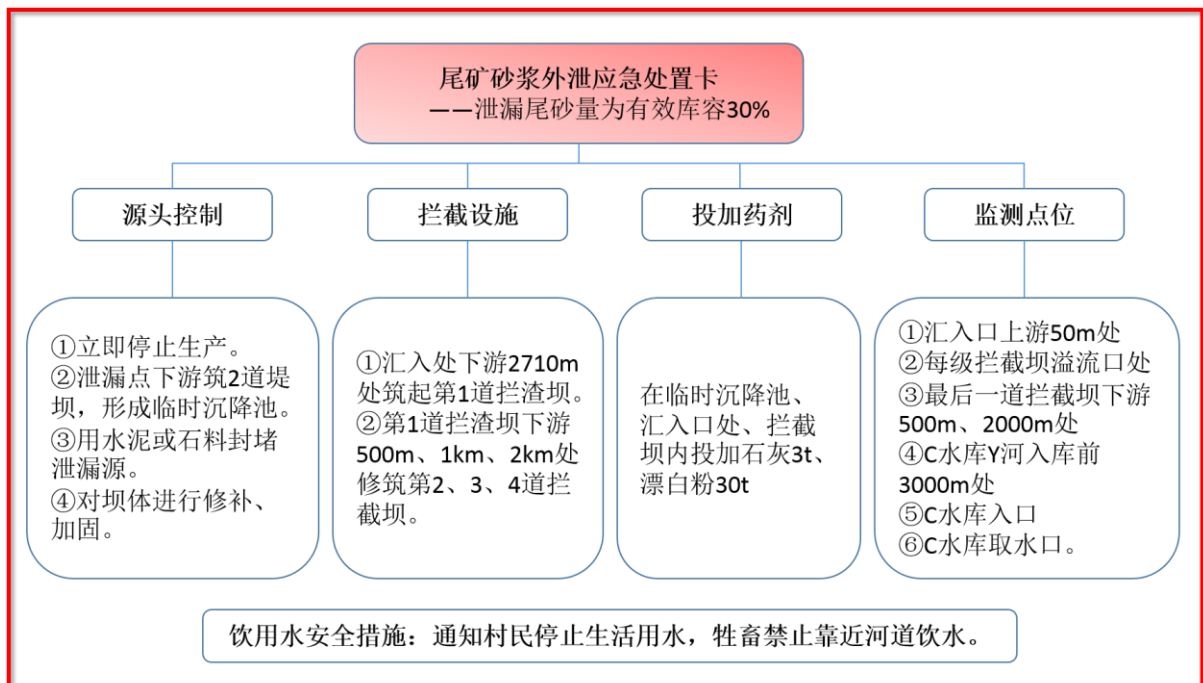 尾矿砂浆外泄应急处置卡
——泄漏尾砂量为有效库容30%
源头控制
拦截设施
投加药剂
监测点位
①立即停止生产。
②泄漏点下游筑2道堤
坝，形成临时沉降池。
③用水泥或石料封堵
泄漏源。
④对坝体进行修补、
加固。
①汇入处下游2710m
处筑起第1道拦渣坝。
②第1道拦渣坝下游
500m、1km、2km处
修筑第2、3、4道拦
截坝。
在临时沉降池、
汇入口处、拦截
坝内投加石灰3t、
漂白粉30t
①汇入口上游50m处
②每级拦截坝溢流口处
③最后一道拦截坝下游
500m、2000m处
④C水库Y河入库前
3000m处
⑤C水库入口
⑥C水库取水口。
饮用水安全措施：通知村民停止生活用水，牲畜禁止靠近河道饮水。